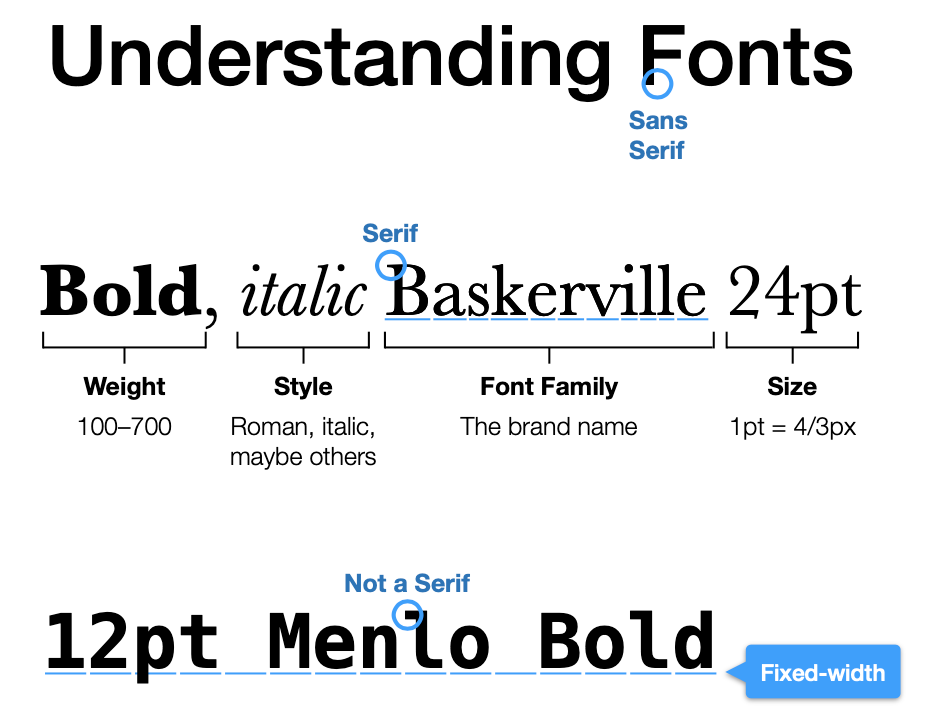 Understanding Fonts
Sans
Serif
Serif
Bold, italic Baskerville 24pt
Weight
100–700
Style
Roman, italic,
maybe others
Font Family
The brand name
Size
1pt = 4/3px
Not a Serif
12pt Menlo Bold
Fixed-width